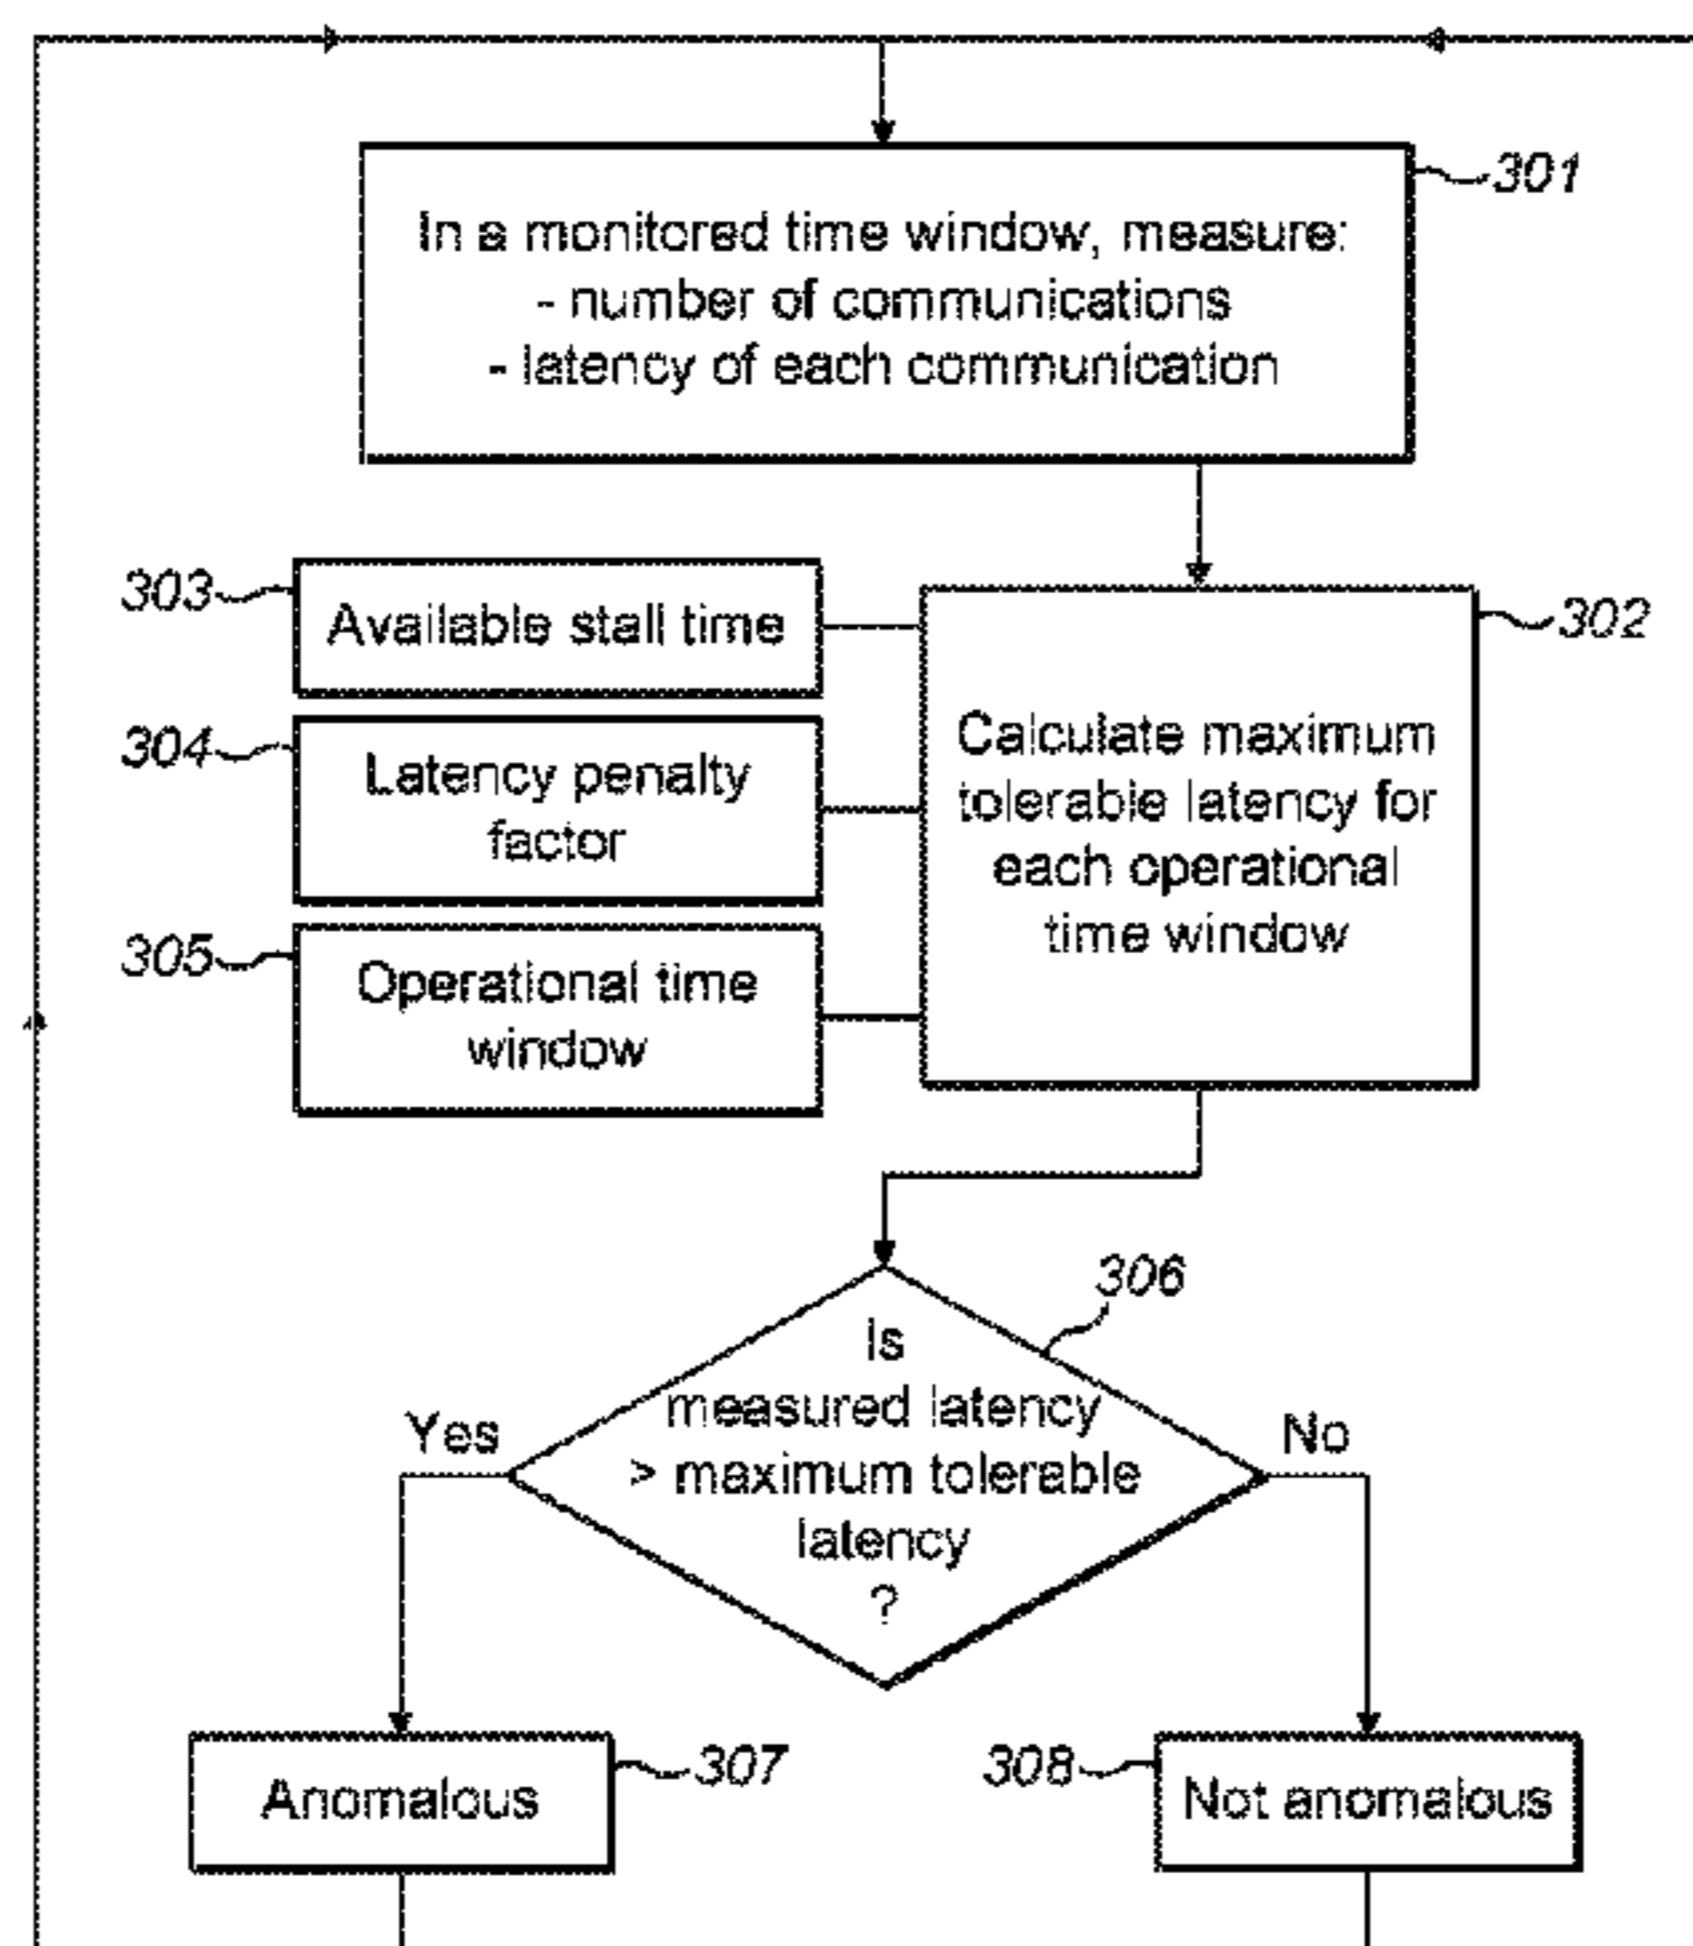 301
In a monitored time window, measure:
- number of communications
- latency of each communication
303
Available stall time
302
304
Latency penalty
factor
Calculate maximum
tolerable latency for
each operational
time window
305
Operational time
window
306
Is
measured latency
> maximum tolerable
latency
?
Yes
No
Anomalous
307
308
Not anomalous